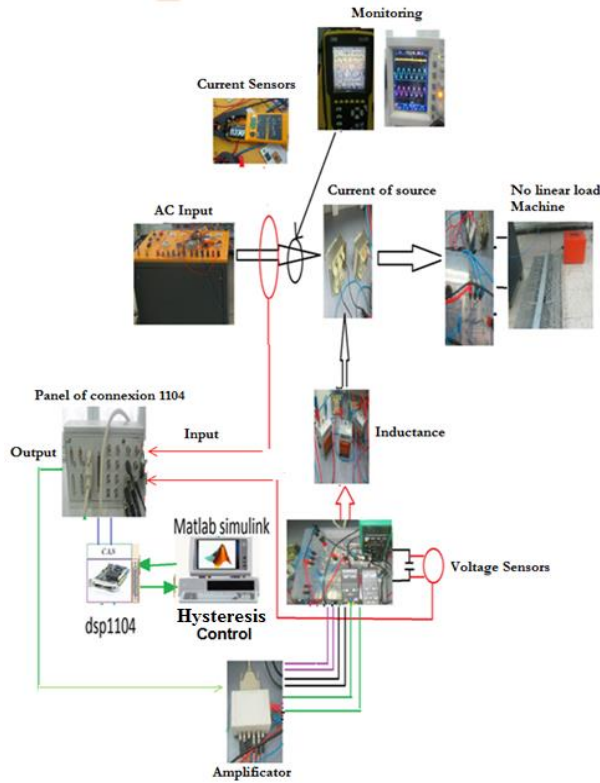 Monitoring
Current Sensors
Current of source
No linear load
Machine
AC Input
Panel of connexion 1104
Input
Output
Inductance
Matlab simulink
CAS
Voltage Sensors
Hysteresis
Control
dsp1104
Amplificator